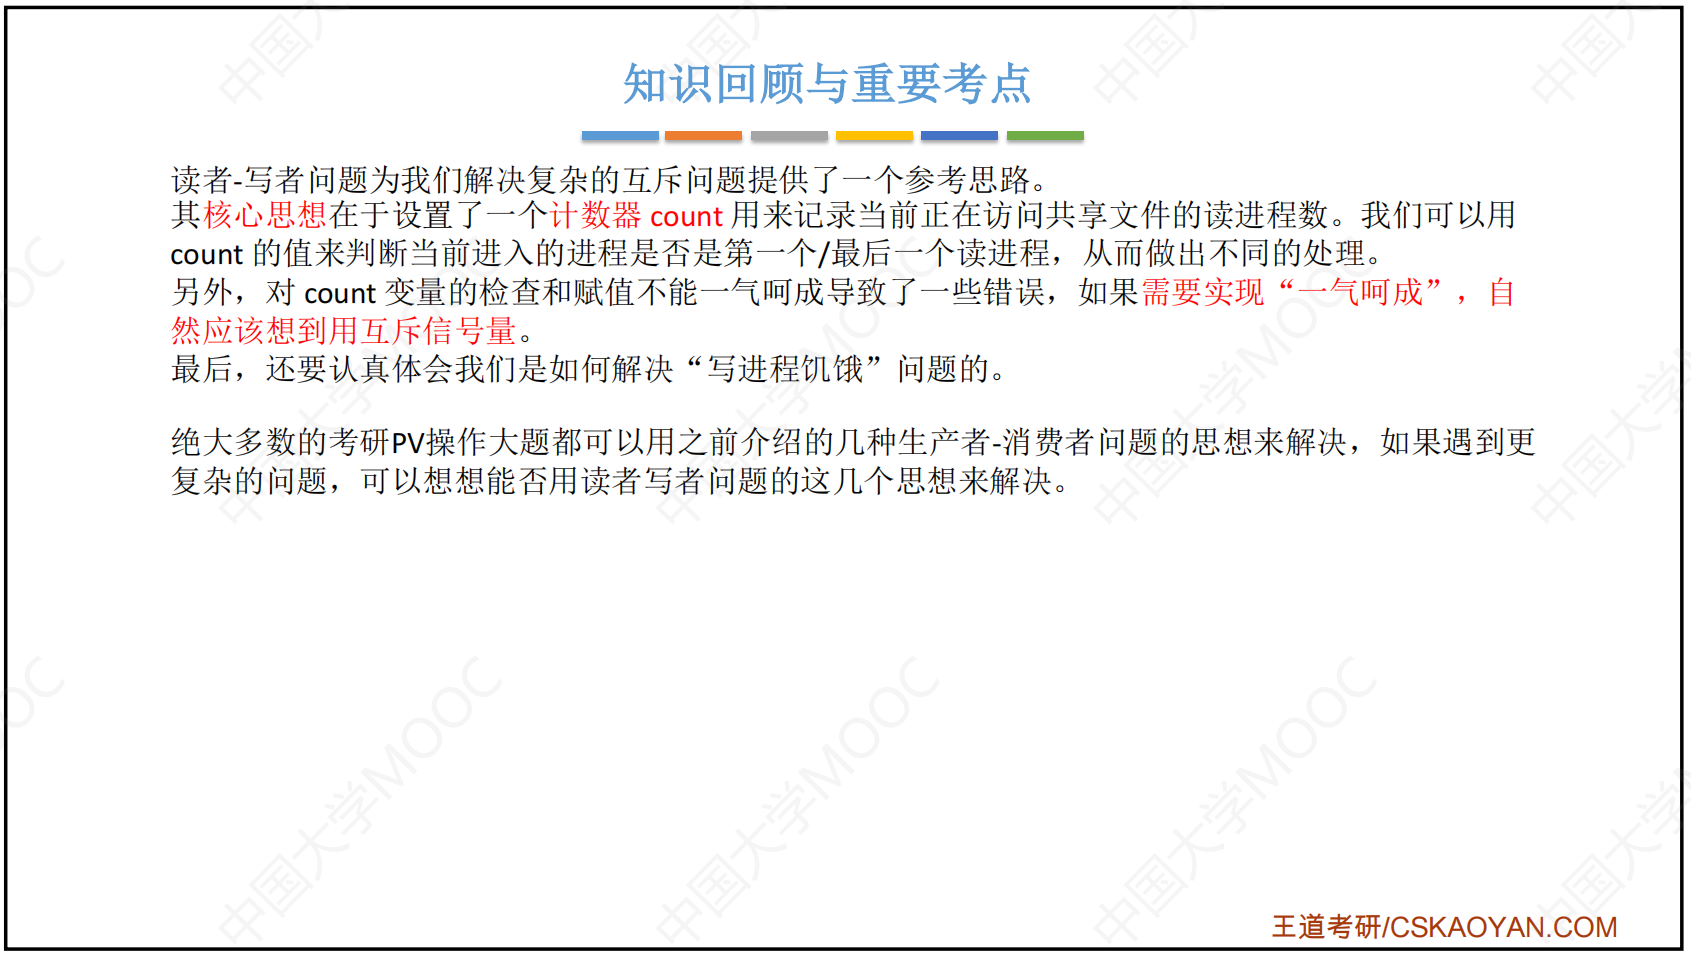 知识回顾与重要考点
读者-写者问题为我们解决复杂的互斥问题提供了一个参考思路。
其核心思想在于设置了一个计数器 count 用来记录当前正在访问共享文件的读进程数。我们可以用
count 的值来判断当前进入的进程是否是第一个/最后一个读进程，从而做出不同的处理。
另外，对 count 变量的检查和赋值不能一气呵成导致了一些错误，如果需要实现“一气呵成”，自
然应该想到用互斥信号量。
最后，还要认真体会我们是如何解决“写进程饥饿”问题的。
绝大多数的考研PV操作大题都可以用之前介绍的几种生产者-消费者问题的思想来解决，如果遇到更
复杂的问题，可以想想能否用读者写者问题的这几个思想来解决。
中国大学MOOC
王道考研/CSKAOYAN.COM